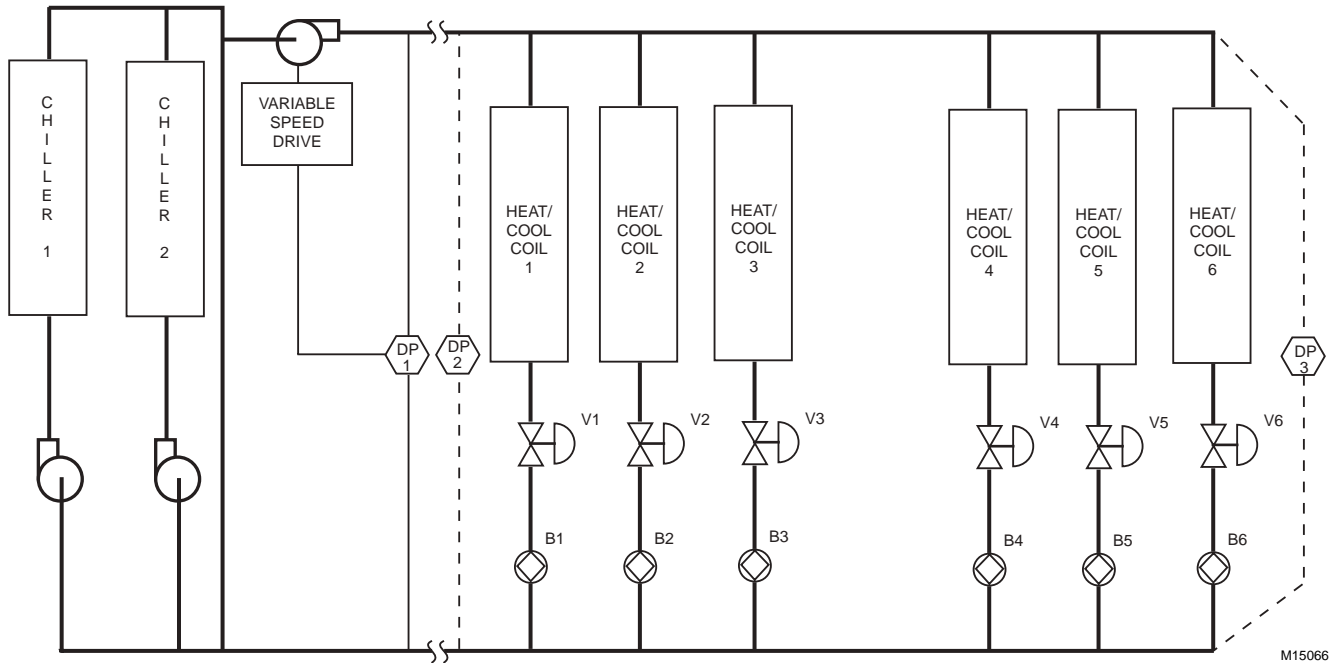 C
H
I
L
L
E
R
1
C
H
I
L
L
E
R
2
VARIABLE
SPEED
DRIVE
DP
1
DP
2
HEAT/
COOL
COIL
1
HEAT/
COOL
COIL
2
HEAT/
COOL
COIL
3
HEAT/
COOL
COIL
4
HEAT/
COOL
COIL
5
HEAT/
COOL
COIL
6
DP
3
V1
V2
V3
V4
V5
V6
B1
B2
B3
B4
B5
B6
M15066